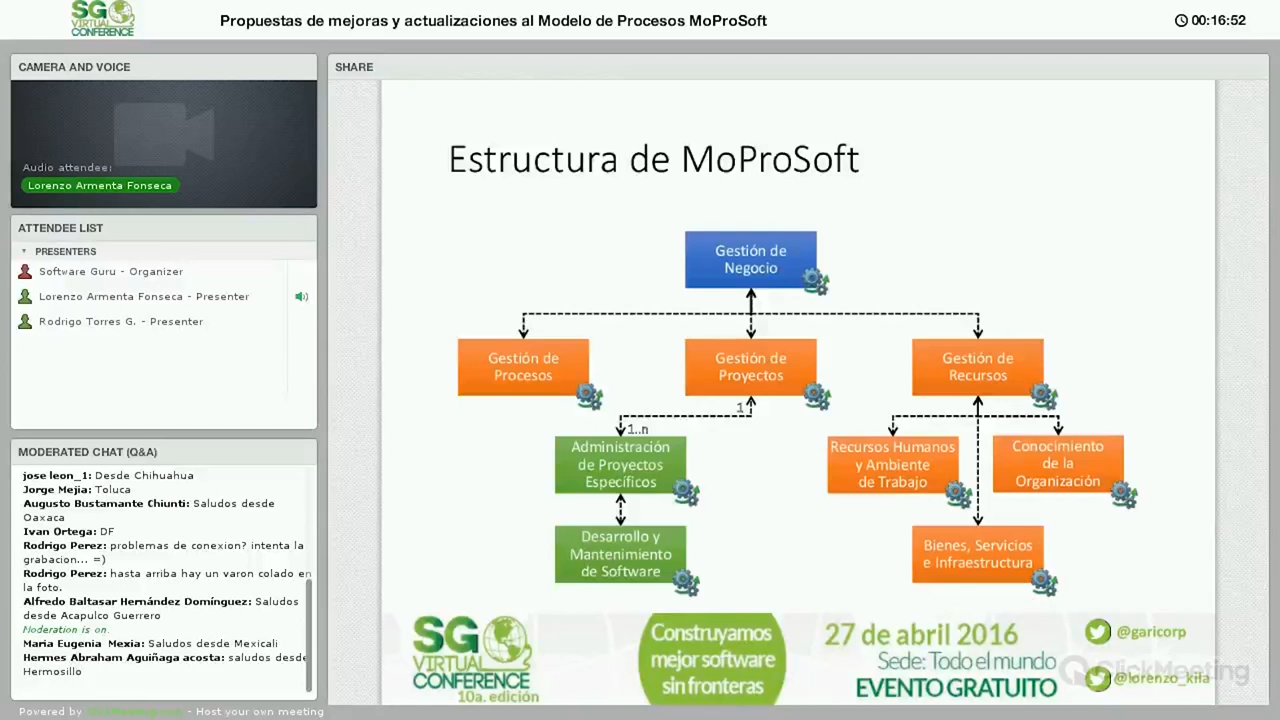 SG
VIRTUAL
CONFERENCE
Propuestas de mejoras y actualizaciones al Modelo de Procesos MoProSoft
00:16:52
CAMERA AND VOICE
Audio attendee:
Lorenzo Armenta Fonseca
ATTENDEE LIST
PRESENTERS
Software Guru - Organizer
Lorenzo Armenta Fonseca - Presenter
Rodrigo Torres G. - Presenter
MODERATED CHAT (Q&A)
jose leon_1: Desde Chihuahua
Jorge Mejia: Toluca
Augusto Bustamante Chiunti: Saludos desde
Oaxaca
Ivan Ortega: DF
Rodrigo Perez: problemas de conexion? intenta la
grabacion... =)
Rodrigo Perez: hasta arriba hay un varon colado en
la foto.
Alfredo Baltasar Hernández Domínguez: Saludos
desde Acapulco Guerrero
Moderation is on.
Maria Eugenia Mexia: Saludos desde Mexicali
Hermes Abraham Aguiñaga acosta: saludos desde
Hermosillo
Powered by ClickMeeting.com - Host your own meeting
SHARE
Estructura de MoProSoft
Gestión de
Negocio
Gestión de
Procesos
Gestión de
Proyectos
Gestión de
Recursos
1
1..n
Administración
de Proyectos
Específicos
Recursos Humanos
y Ambiente
de Trabajo
Conocimiento
de la
Organización
Desarrollo y
Mantenimiento
de Software
Bienes, Servicios
e Infraestructura
SG
VIRTUAL
CONFERENCE
10a. edición
Construyamos
mejor software
sin fronteras
27 de abril 2016
Sede: Todo el mundo
EVENTO GRATUITO
@garicorp
ClickMeeting
@lorenzo_kila